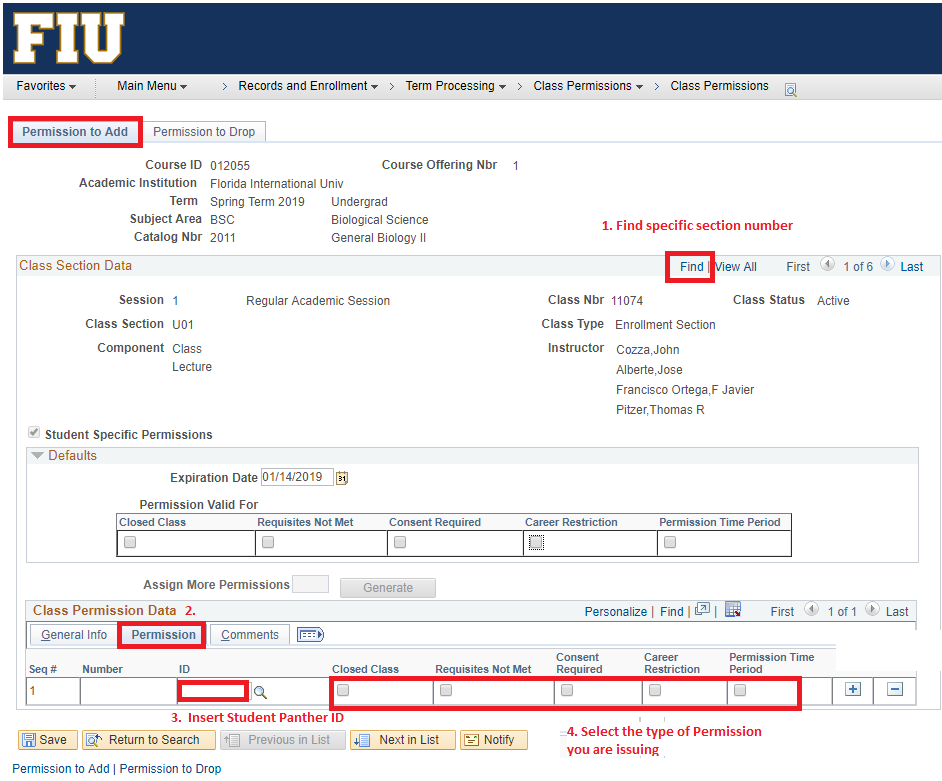 FIU
Favorites Main Menu > Records and Enrollment > Term Processing > Class Permissions > Class Permissions
Permission to Add Permission to Drop
Course ID 012055 Course Offering Nbr 1
Academic Institution Florida International Univ
Term Spring Term 2019 Undergrad
Subject Area BSC Biological Science
1. Find specific section number
Catalog Nbr 2011 General Biology II
Class Section Data Find | View All First 1 of 6 Last
Session 1 Regular Academic Session Class Nbr 11074 Class Status Active
Class Section U01 Class Type Enrollment Section
Component Class Instructor Cozza,John
Lecture Alberte,Jose
Francisco Ortega,F Javier
Pitzer,Thomas R
Student Specific Permissions
Defaults
Expiration Date 01/14/2019 31
Permission Valid For
Closed Class Requisites Not Met Consent Required Career Restriction Permission Time Period
Assign More Permissions Generate
Class Permission Data 2. Personalize | Find | | First 1 of 1 Last
General Info Permission Comments
Seq # Number ID Closed Class Requisites Not Met Consent Required Career Restriction Permission Time Period
1
3. Insert Student Panther ID
4. Select the type of Permission
you are issuing
Save Return to Search Previous in List Next in List Notify
Permission to Add | Permission to Drop